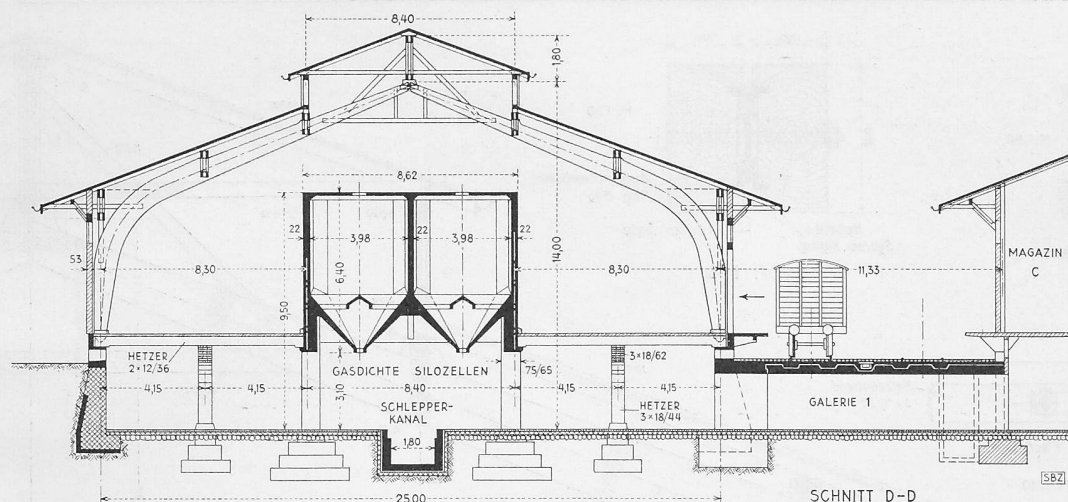 8,40
1,80
8,62
22
3,98
3,98
22
14,00
53
8,30
6,40
8,30
11,33
MAGAZIN
C
9,50
HETZER
2×12/36
3×18/62
GASDICHTE SILOZELLEN
75/65
4,15
4,15
3,10
8,40
4,15
4,15
SCHLEPPER-
KANAL
HETZER
3×18/44
GALERIE 1
1,80
SBZ
25,00
SCHNITT D-D